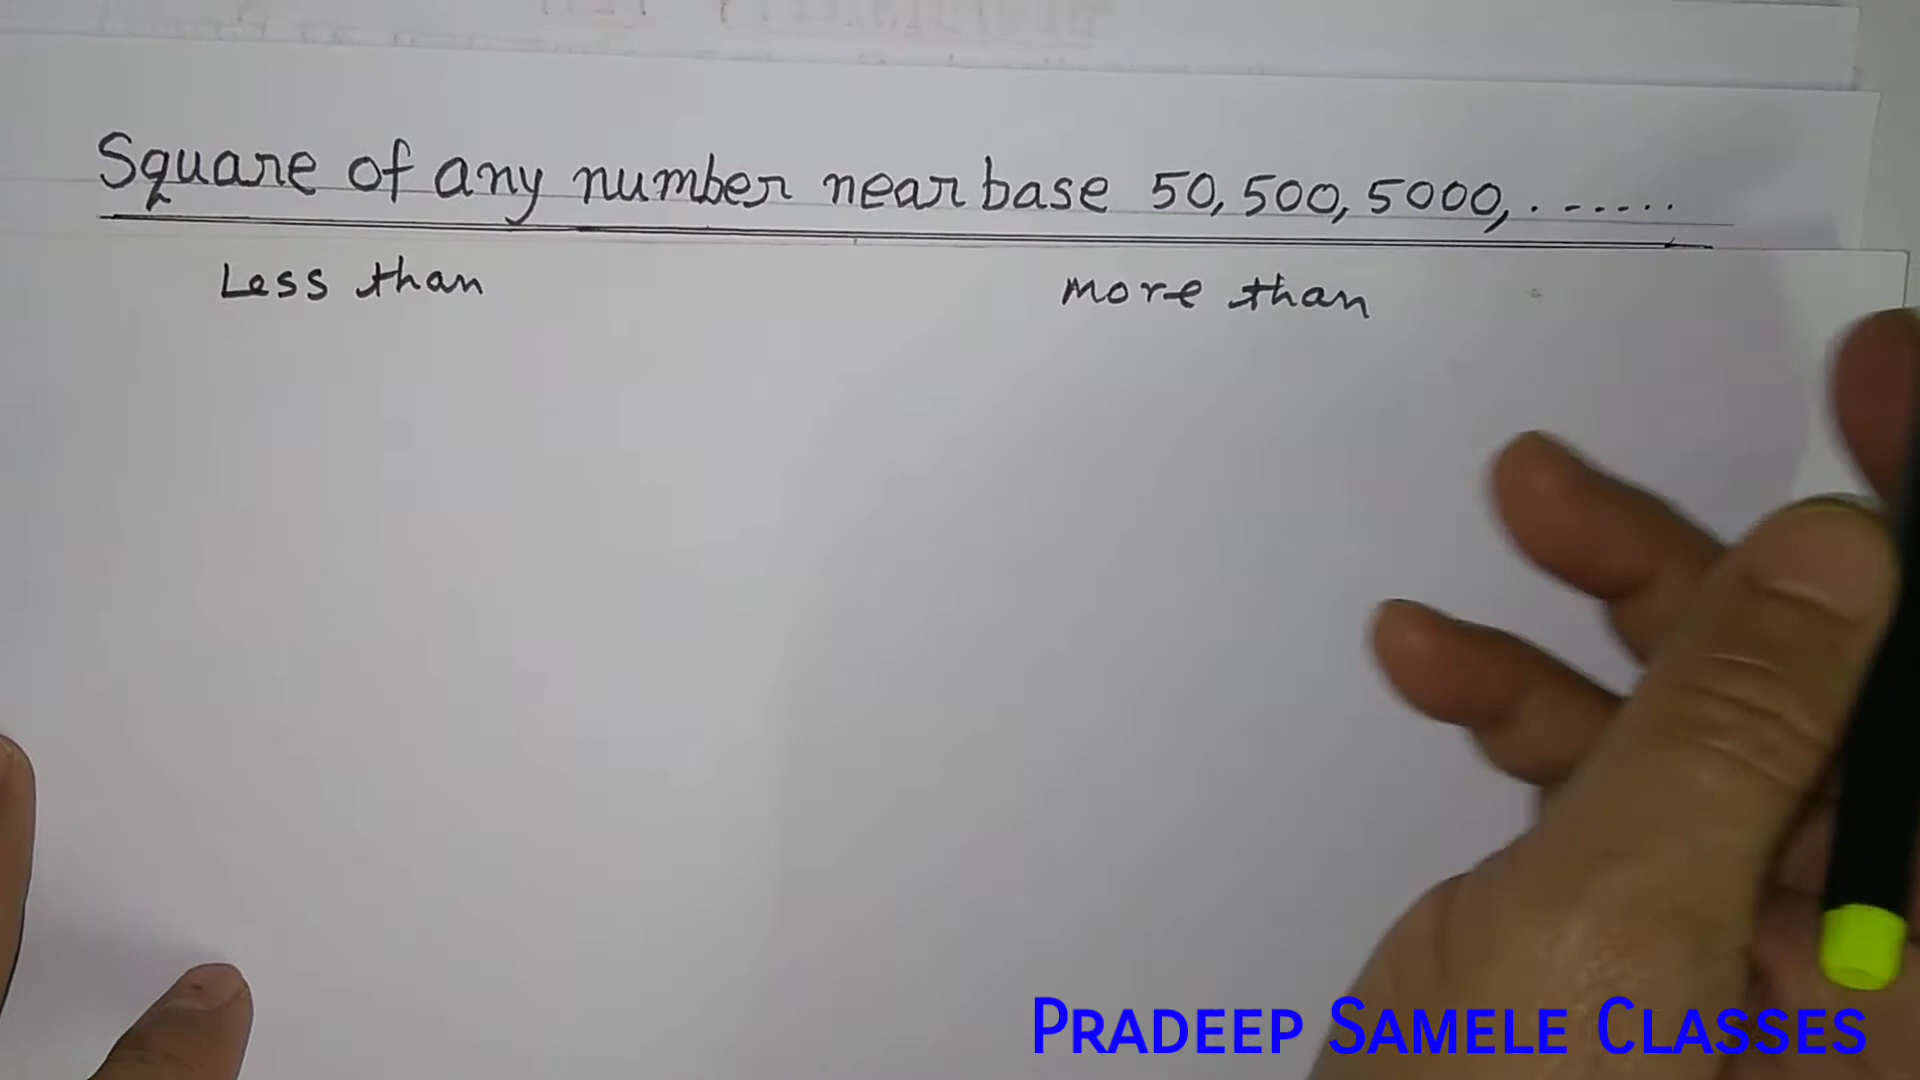 Square of any number near base 50, 500, 5000, .......
Less than
more than
PRADEEP SAMELE CLASSES